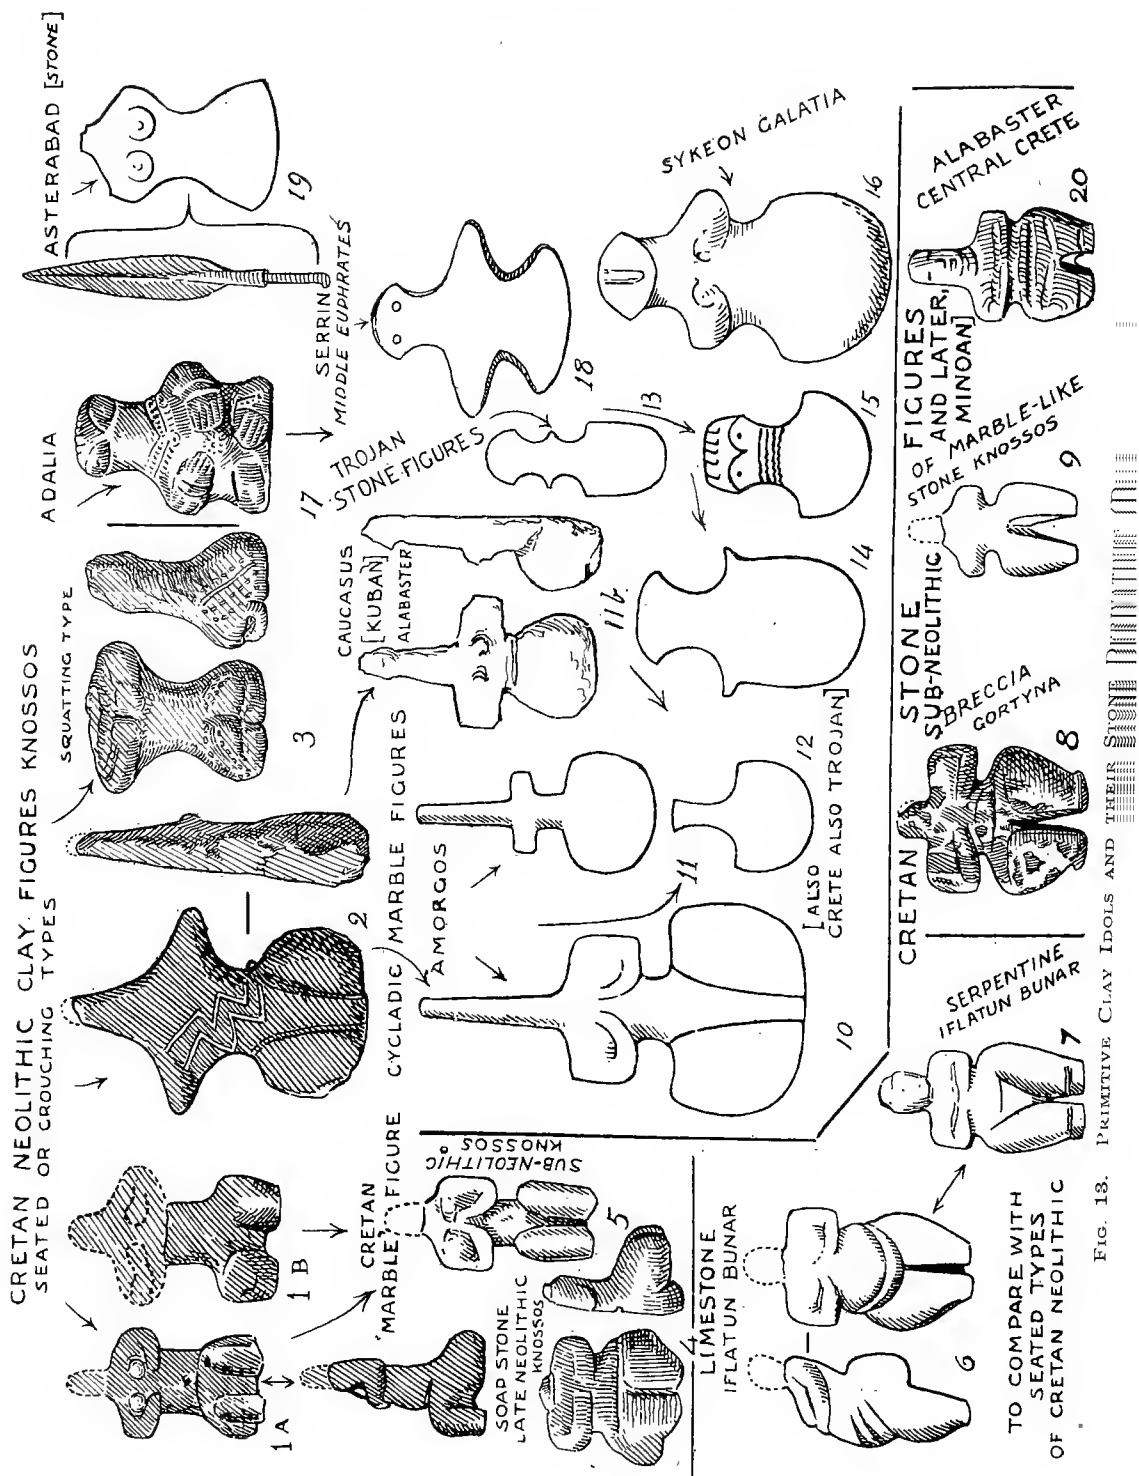 CRETAN NEOLITHIC CLAY FIGURES KNOSSOS
SEATED OR CROUCHING TYPES
SQUATTING TYPE
ADALIA
ASTERABAD [STONE]
1A
1B
2
3
17
19
SERRIN
MIDDLE EUPHRATES
CRETAN
MARBLE FIGURE
SUB-NEOLITHIC
KNOSSOS
SOAP STONE
LATE NEOLITHIC
KNOSSOS
4
5
CYCLADIC MARBLE FIGURES
AMORGOS
10
11
12
[ALSO
CRETE ALSO TROJAN]
CAUCASUS
[KUBAN]
ALABASTER
11b
TROJAN
STONE FIGURES
13
14
15
18
SYKEON GALATIA
16
LIMESTONE
IFLATUN BUNAR
6
TO COMPARE WITH
SEATED TYPES
OF CRETAN NEOLITHIC
SERPENTINE
IFLATUN BUNAR
7
CRETAN STONE FIGURES
SUB-NEOLITHIC AND LATER,
MINOAN]
BRECCIA
GORTYNA
8
OF MARBLE-LIKE
STONE KNOSSOS
9
ALABASTER
CENTRAL CRETE
20
FIG. 13. PRIMITIVE CLAY IDOLS AND THEIR STONE